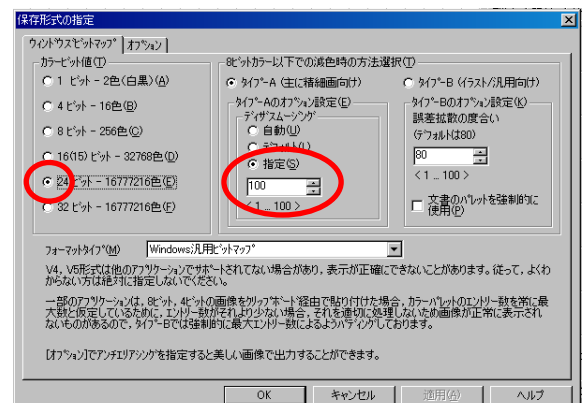 保存形式の指定
ウィンドウズビットマップ
オプション
カラービット値(T)
1 ビット - 2色(白黒)(A)
4 ビット - 16色(B)
8 ビット - 256色(C)
16(15) ビット - 32768色(D)
24 ビット - 16777216色(E)
32 ビット - 16777216色(F)
8ビットカラー以下での減色時の方法選択(T)
タイプ-A (主に精細画向け)
タイプ-B (イラスト/汎用向け)
タイプ-Aのオプション設定(E)
ディザスムージング
自動(U)
デフォルト(L)
指定(S)
100
< 1 ... 100 >
タイプ-Bのオプション設定(K)
誤差拡散の度合い
(デフォルトは80)
80
< 1 ... 100 >
文書のパレットを強制的に
使用(P)
フォーマットタイプ(M)
Windows汎用ビットマップ
V4, V5形式は他のアプリケーションでサポートされてない場合があり, 表示が正確にできないことがあります。従って, よくわ
からない方は絶対に指定しないでください。
一部のアプリケーションは, 8ビット, 4ビットの画像をクリップボード経由で貼り付けた場合, カラーパレットのエントリー数を常に最
大数と仮定しているために, エントリー数がそれより少ない場合, それを適切に処理しないため画像が正常に表示され
ないものがあるので, タイプ-Bでは強制的に最大エントリー数によるようパディングしております。
[オプション]でアンチエリアシングを指定すると美しい画像で出力することができます。
OK
キャンセル
適用(A)
ヘルプ